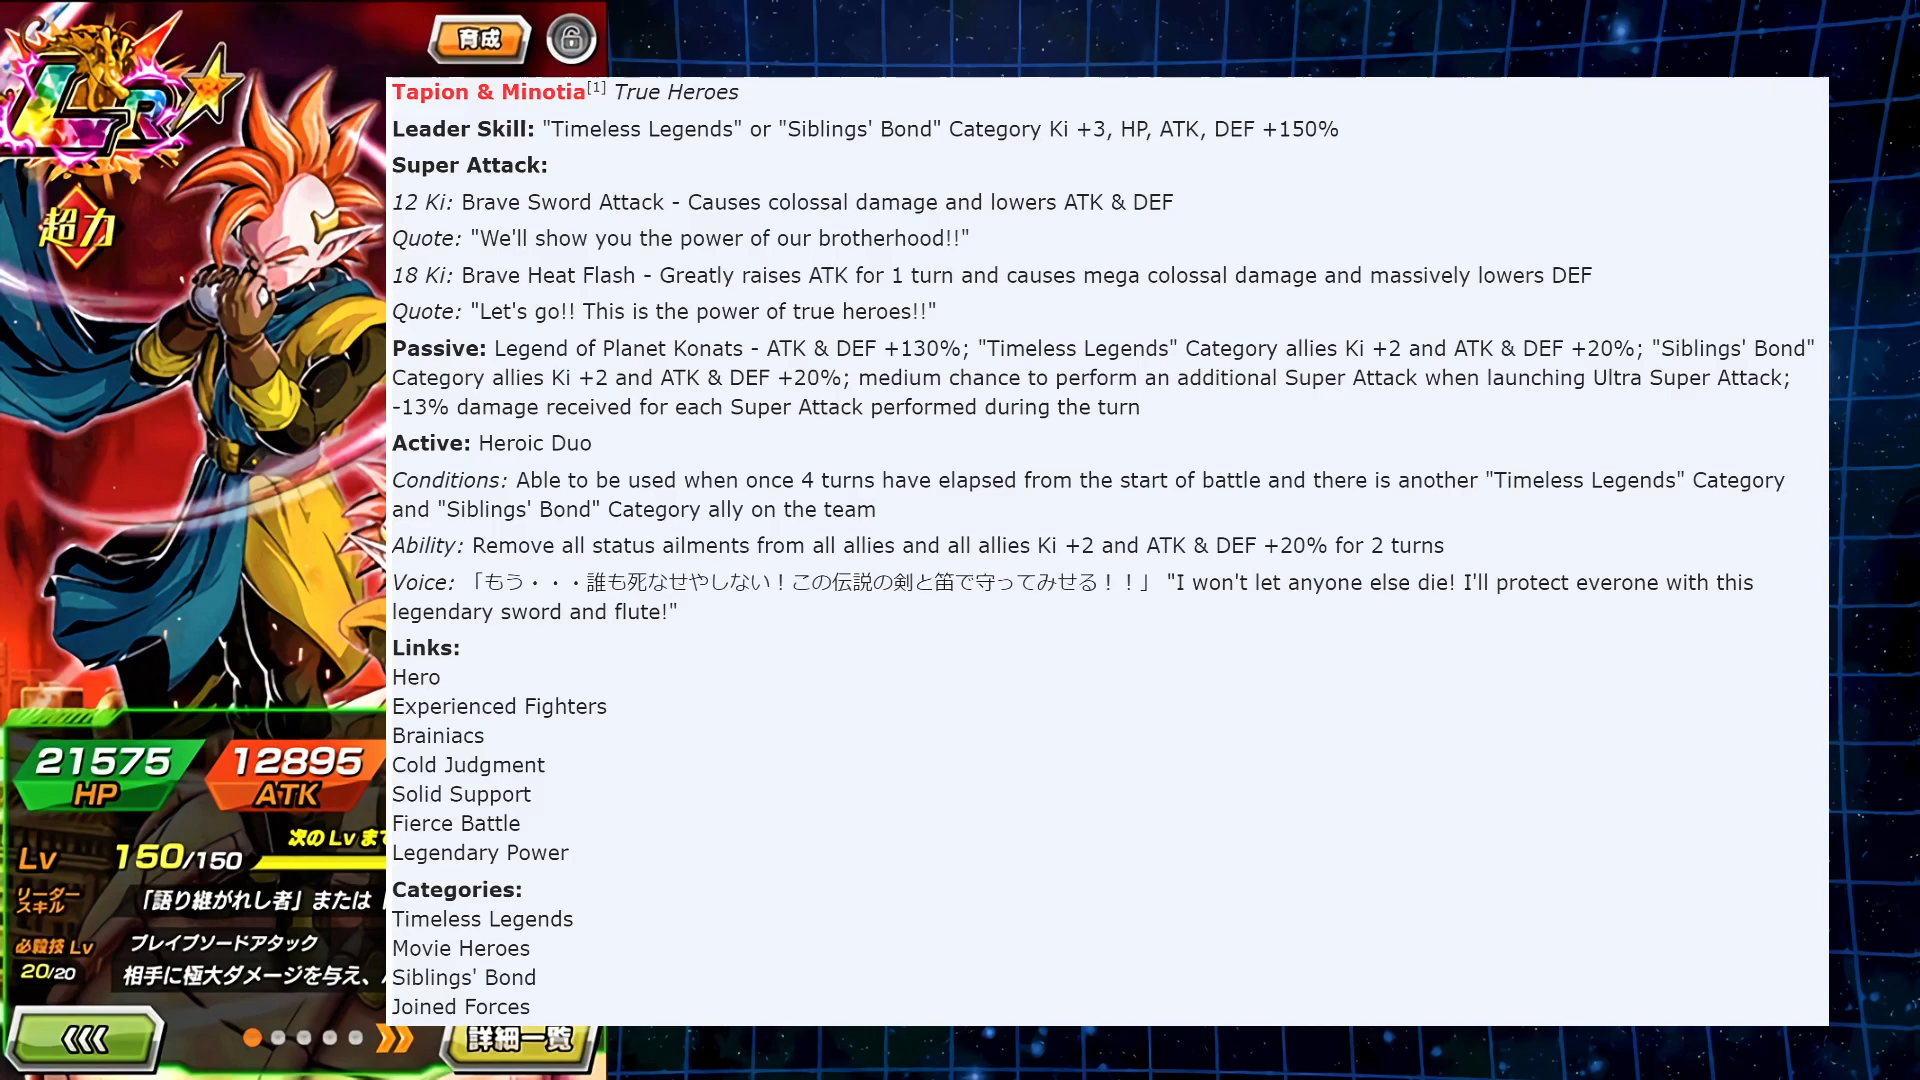 LR
育成
超力
Tapion & Minotia[1] True Heroes
Leader Skill: "Timeless Legends" or "Siblings' Bond" Category Ki +3, HP, ATK, DEF +150%
Super Attack:
12 Ki: Brave Sword Attack - Causes colossal damage and lowers ATK & DEF
Quote: "We'll show you the power of our brotherhood!!"
18 Ki: Brave Heat Flash - Greatly raises ATK for 1 turn and causes mega colossal damage and massively lowers DEF
Quote: "Let's go!! This is the power of true heroes!!"
Passive: Legend of Planet Konats - ATK & DEF +130%; "Timeless Legends" Category allies Ki +2 and ATK & DEF +20%; "Siblings' Bond"
Category allies Ki +2 and ATK & DEF +20%; medium chance to perform an additional Super Attack when launching Ultra Super Attack;
-13% damage received for each Super Attack performed during the turn
Active: Heroic Duo
Conditions: Able to be used when once 4 turns have elapsed from the start of battle and there is another "Timeless Legends" Category
and "Siblings' Bond" Category ally on the team
Ability: Remove all status ailments from all allies and all allies Ki +2 and ATK & DEF +20% for 2 turns
Voice: 「もう・・・誰も死なせやしない！この伝説の剣と笛で守ってみせる！！」 "I won't let anyone else die! I'll protect everone with this
legendary sword and flute!"
Links:
Hero
Experienced Fighters
Brainiacs
Cold Judgment
Solid Support
Fierce Battle
Legendary Power
Categories:
Timeless Legends
Movie Heroes
Siblings' Bond
Joined Forces
21575
HP
12895
ATK
次のLvまで
Lv 150/150
リーダースキル 「語り継がれし者」または
必殺技 Lv ブレイブソードアタック
20/20 相手に極大ダメージを与え、
詳細一覧